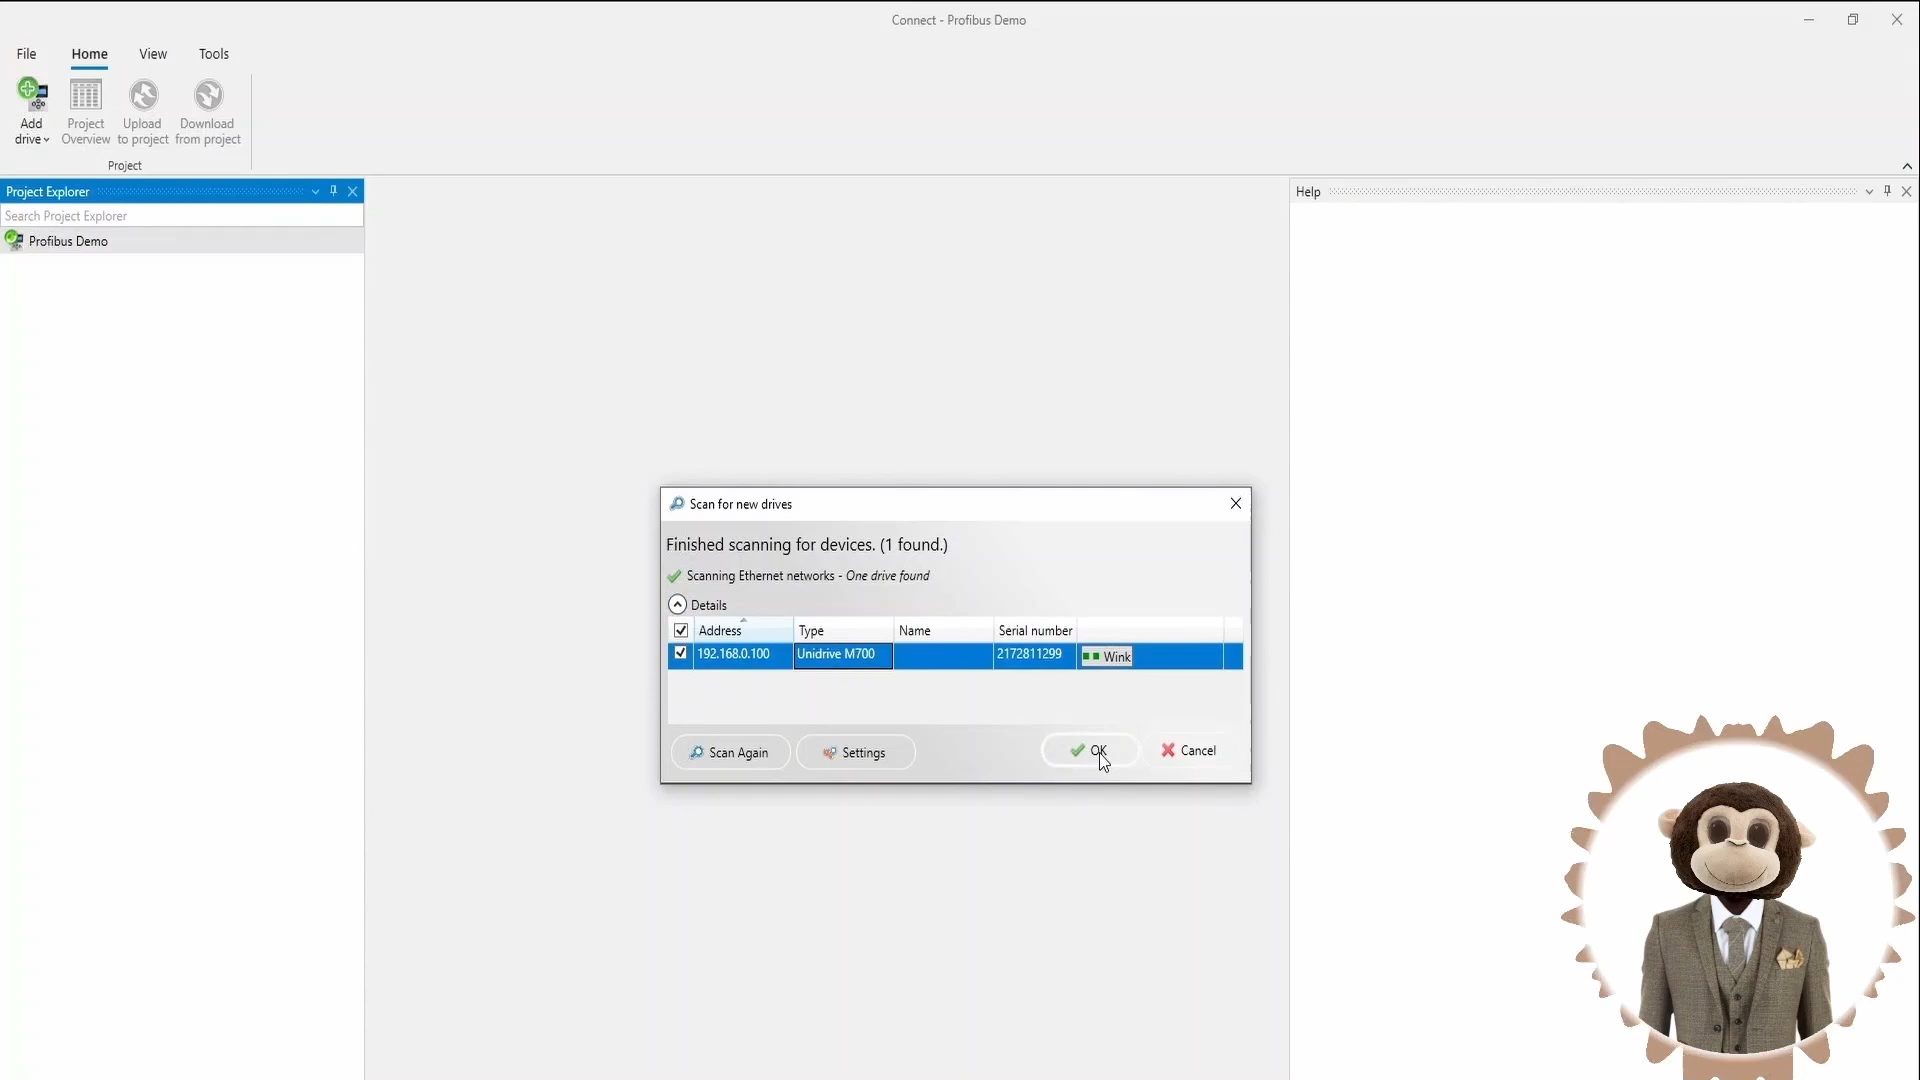 Connect - Profibus Demo
File Home View Tools
Add drive
Project Overview
Upload to project
Download from project
Project
Project Explorer
Search Project Explorer
Profibus Demo
Help
Scan for new drives
Finished scanning for devices. (1 found.)
Scanning Ethernet networks - One drive found
Details
Address Type Name Serial number
192.168.0.100 Unidrive M700 2172811299 Wink
Scan Again Settings OK Cancel